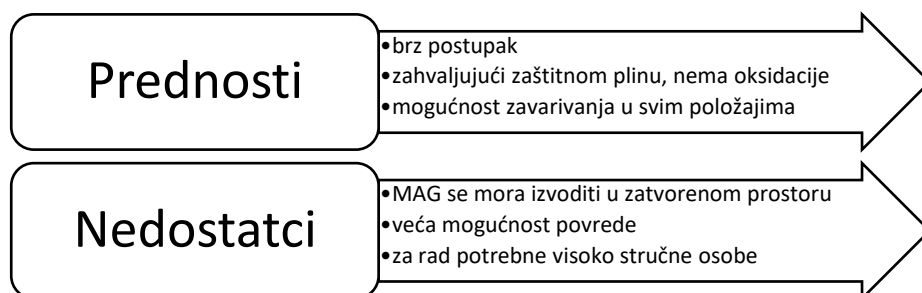 Prednosti
•brz postupak
•zahvaljujući zaštitnom plinu, nema oksidacije
•mogućnost zavarivanja u svim položajima
Nedostatci
•MAG se mora izvoditi u zatvorenom prostoru
•veća mogućnost povrede
•za rad potrebne visoko stručne osobe